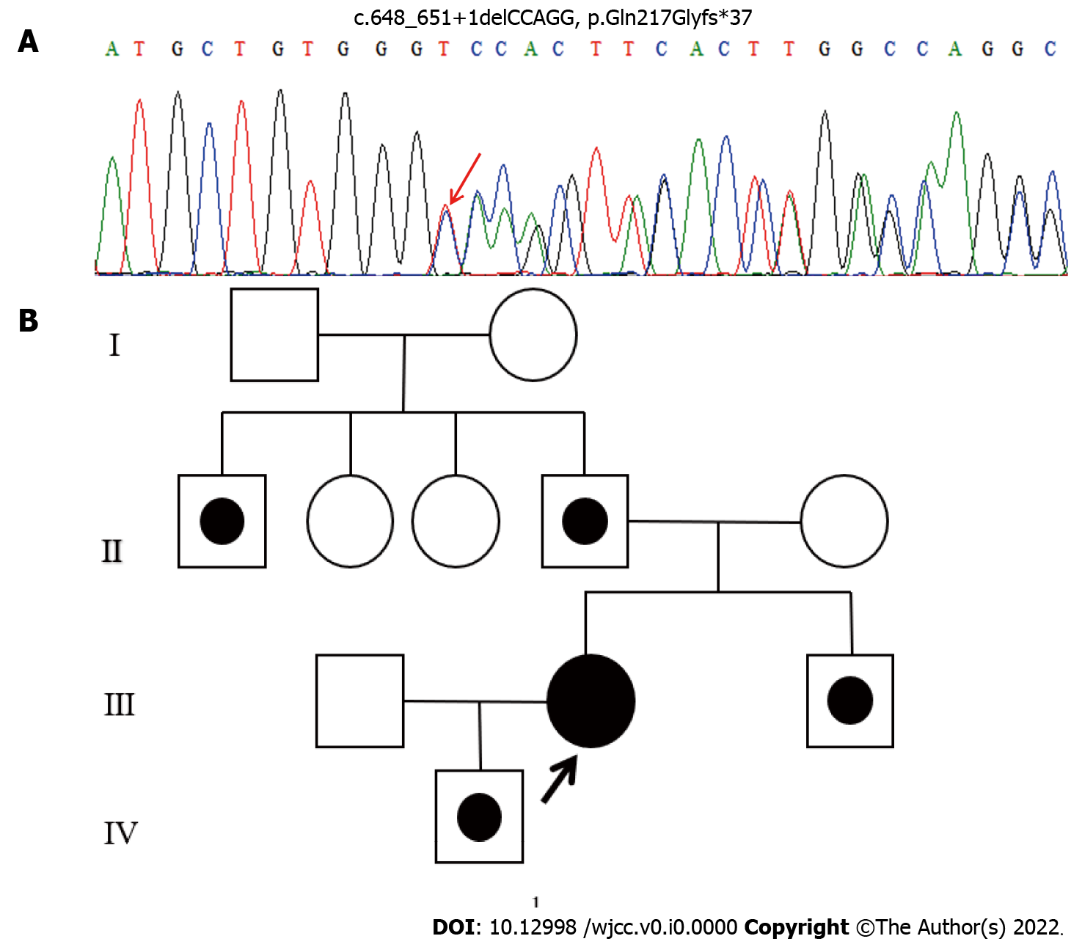 c.648_651+1delCCAGG, p.Gln217Glyfs*37
A
A T G C T G T G G G T C C A C T T C A C T T G G C C A G G C
B
I
II
III
IV
1
DOI: 10.12998 /wjcc.v0.i0.0000 Copyright ©The Author(s) 2022.